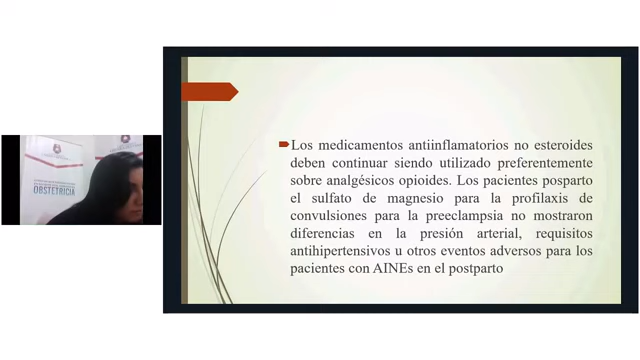 OBSTETRICIA
Los medicamentos antiinflamatorios no esteroides
deben continuar siendo utilizado preferentemente
sobre analgésicos opioides. Los pacientes posparto
el sulfato de magnesio para la profilaxis de
convulsiones para la preeclampsia no mostraron
diferencias en la presión arterial, requisitos
antihipertensivos u otros eventos adversos para los
pacientes con AINEs en el postparto